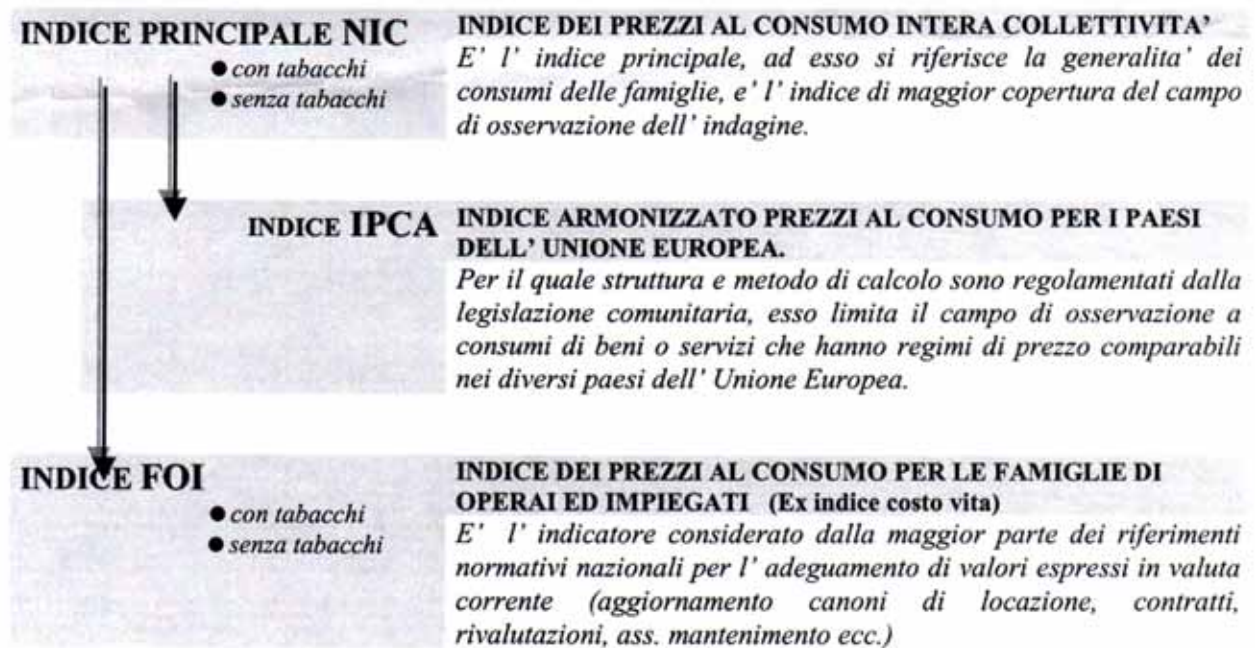 INDICE PRINCIPALE NIC
● con tabacchi
● senza tabacchi
INDICE DEI PREZZI AL CONSUMO INTERA COLLETTIVITA’
E’ l’ indice principale, ad esso si riferisce la generalita’ dei
consumi delle famiglie, e’ l’ indice di maggior copertura del campo
di osservazione dell’ indagine.
INDICE IPCA
INDICE ARMONIZZATO PREZZI AL CONSUMO PER I PAESI
DELL’ UNIONE EUROPEA.
Per il quale struttura e metodo di calcolo sono regolamentati dalla
legislazione comunitaria, esso limita il campo di osservazione a
consumi di beni o servizi che hanno regimi di prezzo comparabili
nei diversi paesi dell’ Unione Europea.
INDICE FOI
● con tabacchi
● senza tabacchi
INDICE DEI PREZZI AL CONSUMO PER LE FAMIGLIE DI
OPERAI ED IMPIEGATI (Ex indice costo vita)
E’ l’ indicatore considerato dalla maggior parte dei riferimenti
normativi nazionali per l’ adeguamento di valori espressi in valuta
corrente (aggiornamento canoni di locazione, contratti,
rivalutazioni, ass. mantenimento ecc.)